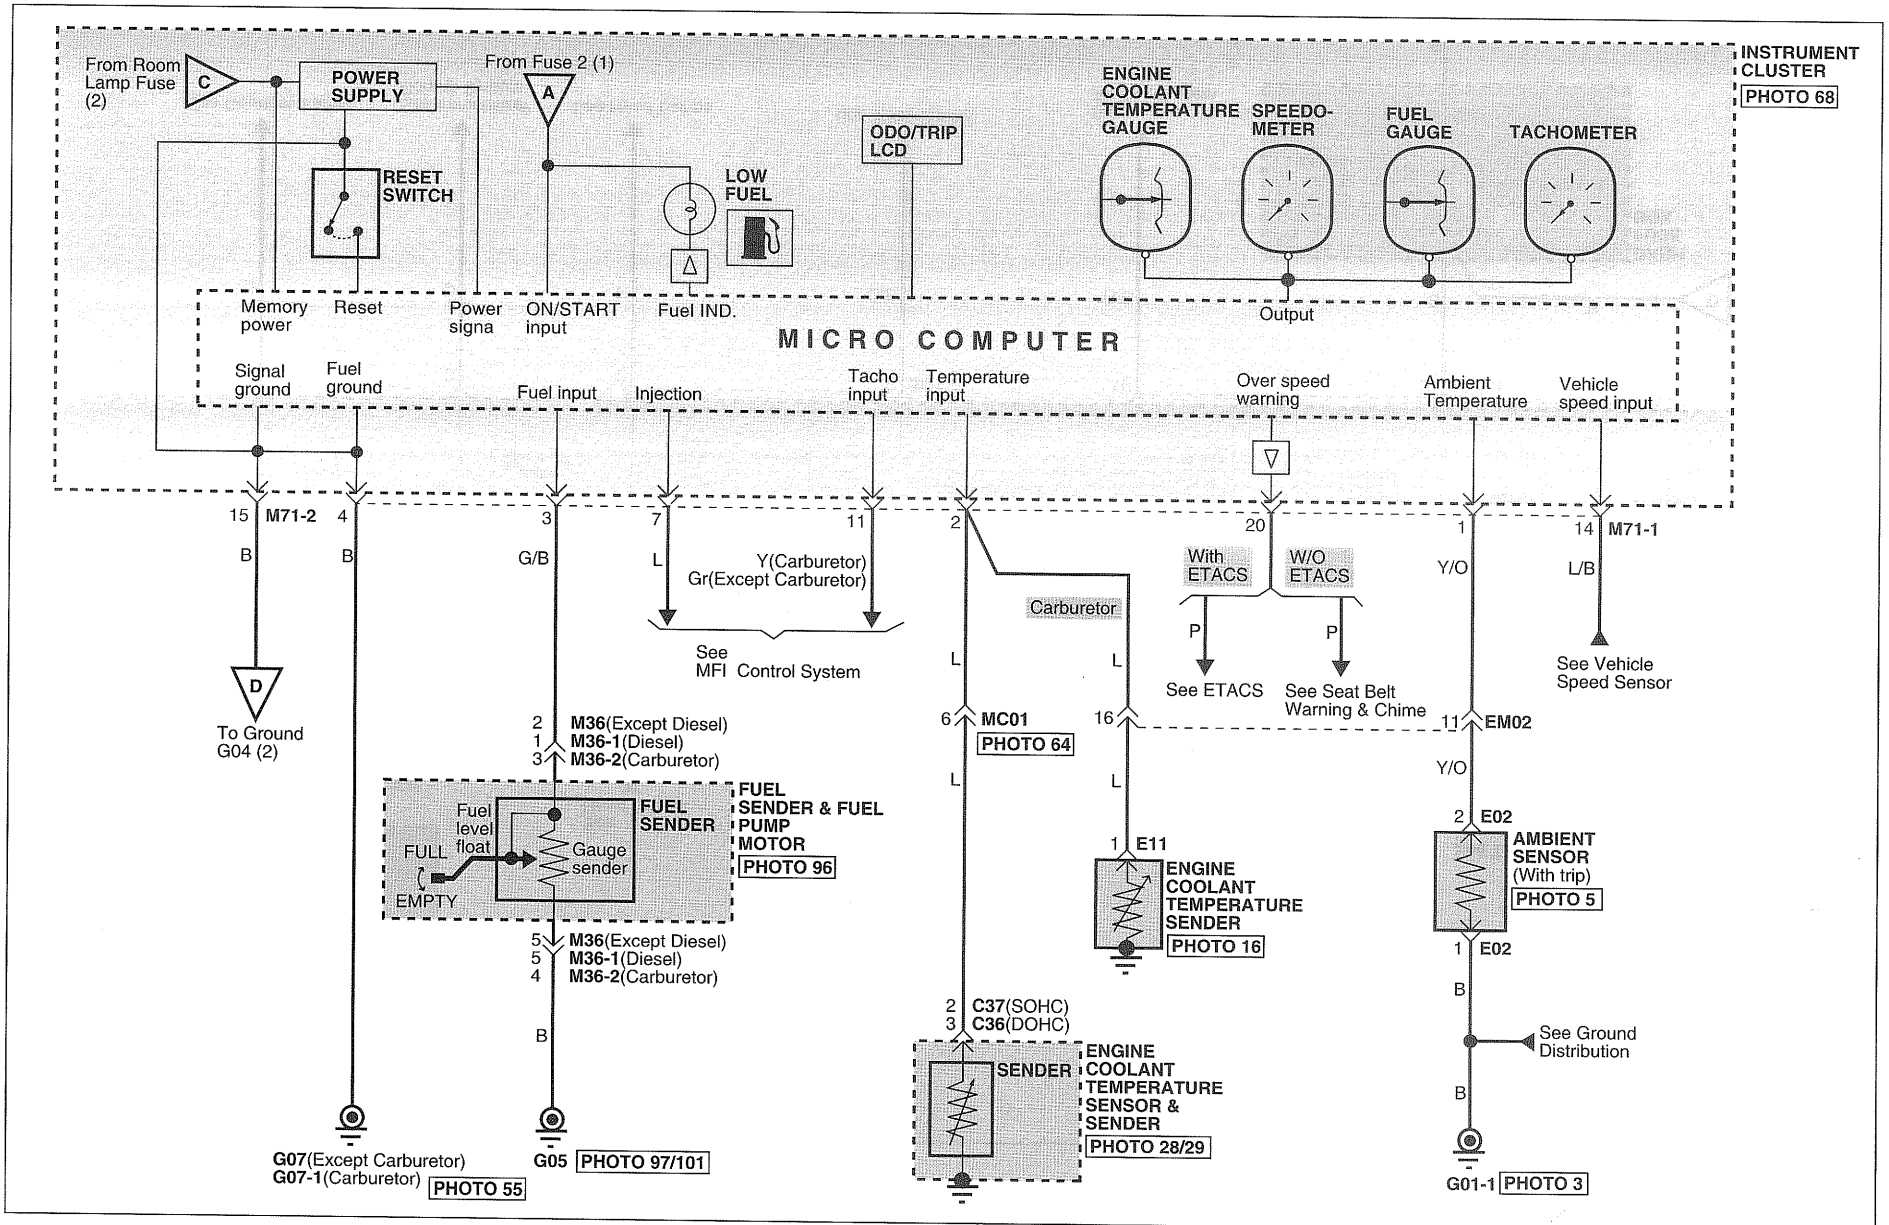 From Room
Lamp Fuse
(2)
C
POWER
SUPPLY
From Fuse 2 (1)
A
RESET
SWITCH
LOW
FUEL
ODO/TRIP
LCD
ENGINE
COOLANT
TEMPERATURE
GAUGE
SPEEDO-
METER
FUEL
GAUGE
TACHOMETER
INSTRUMENT
CLUSTER
PHOTO 68
Memory
power
Reset
Power
signa
ON/START
input
Fuel IND.
Output
MICRO COMPUTER
Signal
ground
Fuel
ground
Fuel input
Injection
Tacho
input
Temperature
input
Over speed
warning
Ambient
Temperature
Vehicle
speed input
15
M71-2
4
3
7
11
2
20
1
14
M71-1
B
B
G/B
L
Y(Carburetor)
Gr(Except Carburetor)
With
ETACS
W/O
ETACS
Y/O
L/B
Carburetor
P
P
See
MFI Control System
L
L
See ETACS
See Seat Belt
Warning & Chime
See Vehicle
Speed Sensor
D
To Ground
G04 (2)
2 M36(Except Diesel)
1 M36-1(Diesel)
3 M36-2(Carburetor)
6
MC01
PHOTO 64
16
11
EM02
L
L
Y/O
Fuel
level
float
FULL
EMPTY
Gauge
sender
FUEL
SENDER
FUEL
SENDER & FUEL
PUMP
MOTOR
PHOTO 96
1 E11
ENGINE
COOLANT
TEMPERATURE
SENDER
PHOTO 16
2 E02
AMBIENT
SENSOR
(With trip)
PHOTO 5
1 E02
5 M36(Except Diesel)
5 M36-1(Diesel)
4 M36-2(Carburetor)
B
B
See Ground
Distribution
B
2 C37(SOHC)
3 C36(DOHC)
SENDER
ENGINE
COOLANT
TEMPERATURE
SENSOR &
SENDER
PHOTO 28/29
G07(Except Carburetor)
G07-1(Carburetor)
PHOTO 55
G05
PHOTO 97/101
G01-1
PHOTO 3